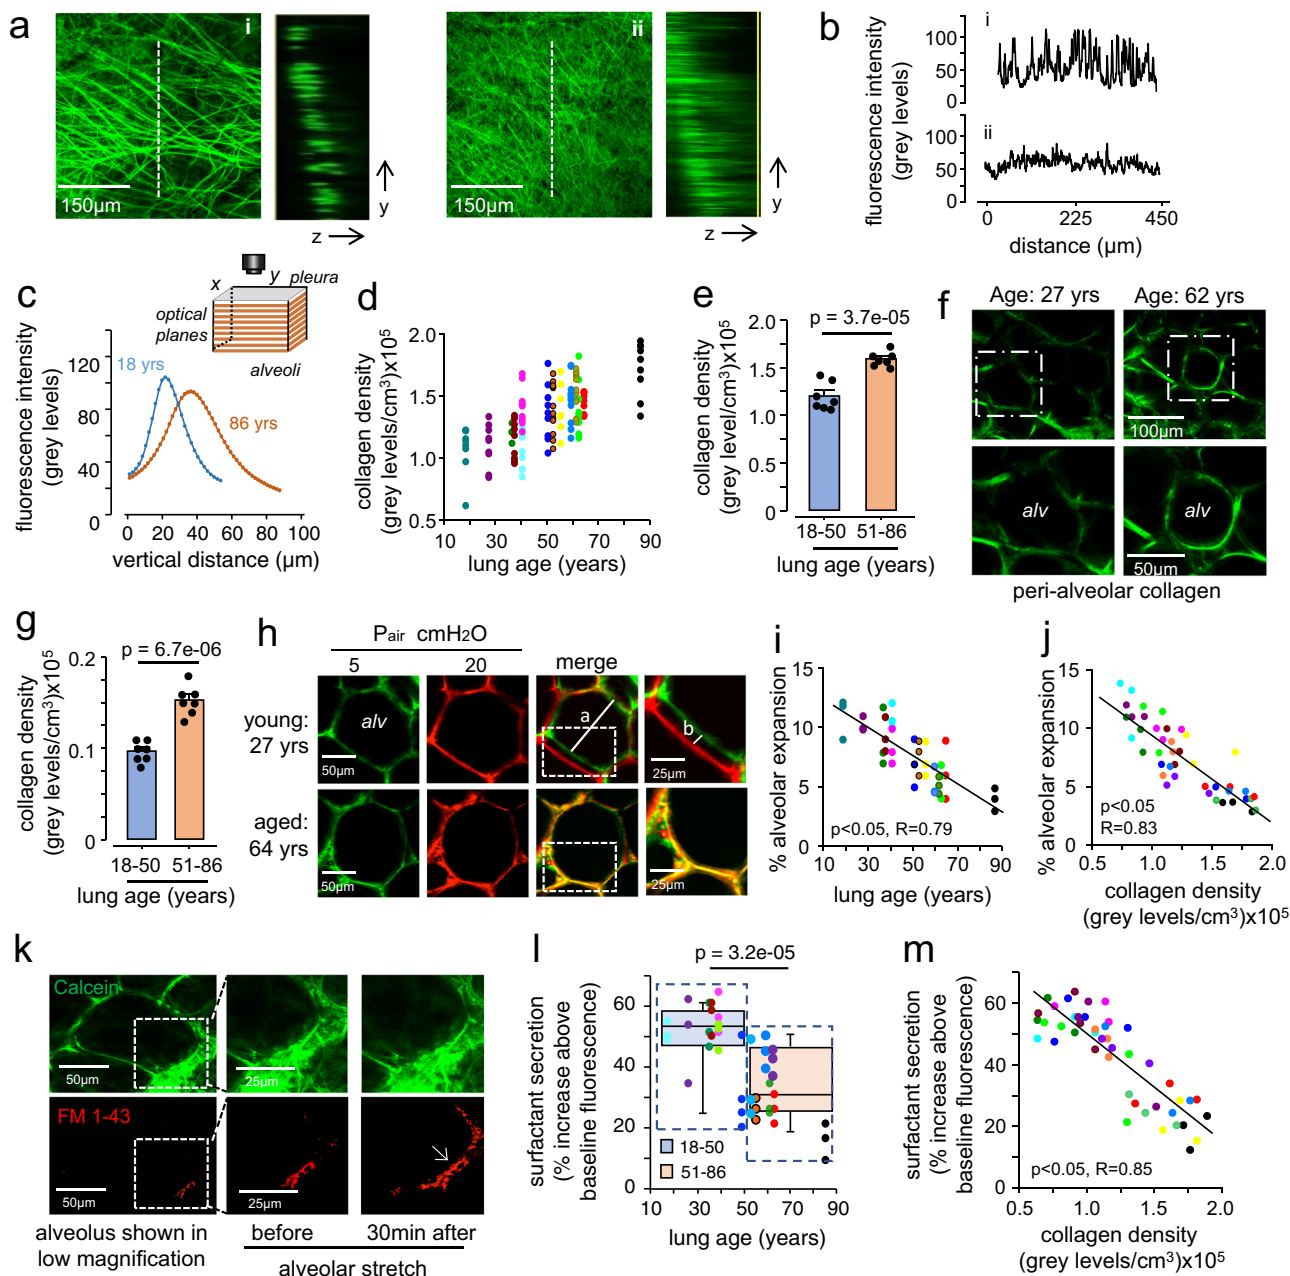 a
i
150µm
z
y
ii
150µm
z
y
b
fluorescence intensity
(grey levels)
i
100
50
0
ii
100
50
0
0 225 450
distance (µm)
c
x
y
pleura
optical
planes
alveoli
fluorescence intensity
(grey levels)
120
80
40
0
18 yrs
86 yrs
0 20 40 60 80 100
vertical distance (µm)
d
collagen density
(grey levels/cm³)x10⁵
2.0
1.5
1.0
0.5
10 30 50 70 90
lung age (years)
e
collagen density
(grey level/cm³)x10⁵
p = 3.7e-05
2.0
1.5
1.0
0.5
0
18-50 51-86
lung age (years)
f
Age: 27 yrs Age: 62 yrs
100µm
alv
alv
50µm
peri-alveolar collagen
g
collagen density
(grey levels/cm³)x10⁵
p = 6.7e-06
0.2
0.1
0
18-50 51-86
lung age (years)
h
Pair cmH2O
5 20 merge
young:
27 yrs
alv
50µm
a
b
25µm
aged:
64 yrs
50µm
25µm
i
% alveolar expansion
15
10
5
0
p<0.05, R=0.79
10 30 50 70 90
lung age (years)
j
% alveolar expansion
15
10
5
0
p<0.05
R=0.83
0.5 1.0 1.5 2.0
collagen density
(grey levels/cm³)x10⁵
k
Calcein
50µm
25µm
FM 1-43
50µm
25µm
alveolus shown in
low magnification
before 30min after
alveolar stretch
l
surfactant secretion
(% increase above
baseline fluorescence)
p = 3.2e-05
60
40
20
0
18-50
51-86
10 30 50 70 90
lung age (years)
m
surfactant secretion
(% increase above
baseline fluorescence)
60
40
20
0
p<0.05, R=0.85
0.5 1.0 1.5 2.0
collagen density
(grey levels/cm³)x10⁵